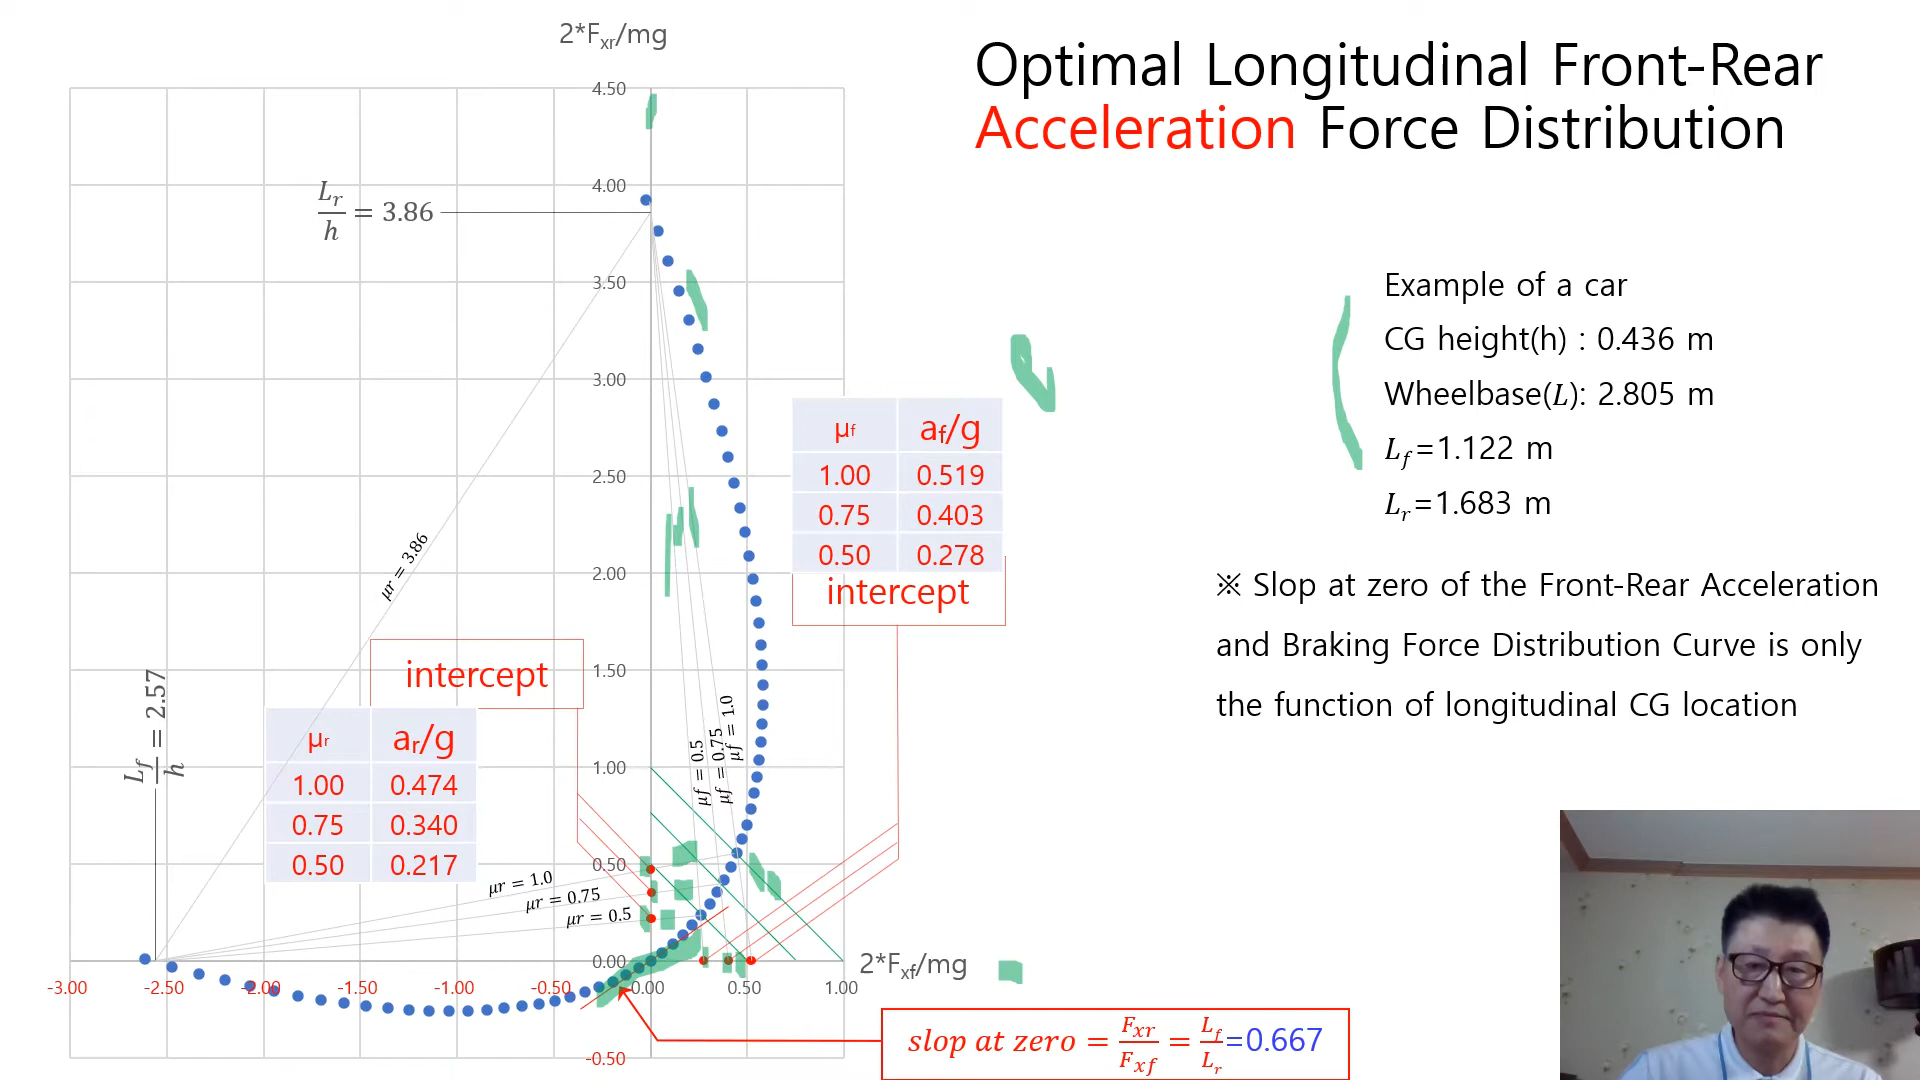 Optimal Longitudinal Front-Rear
Acceleration Force Distribution
2*Fxr/mg
4.50
4.00
3.50
3.00
2.50
2.00
1.50
1.00
0.50
0.00
-0.50
-3.00 -2.50 -2.00 -1.50 -1.00 -0.50 0.00 0.50 1.00
2*Fxf/mg
Lr/h = 3.86
Lf/h = 2.57
μr = 3.86
μr = 1.0
μr = 0.75
μr = 0.5
μf = 0.5
μf = 0.75
μf = 1.0
intercept
μr ar/g
1.00 0.474
0.75 0.340
0.50 0.217
μf af/g
1.00 0.519
0.75 0.403
0.50 0.278
intercept
Example of a car
CG height(h) : 0.436 m
Wheelbase(L): 2.805 m
Lf=1.122 m
Lr=1.683 m
※ Slop at zero of the Front-Rear Acceleration
and Braking Force Distribution Curve is only
the function of longitudinal CG location
slop at zero = Fxr/Fxf = Lf/Lr=0.667